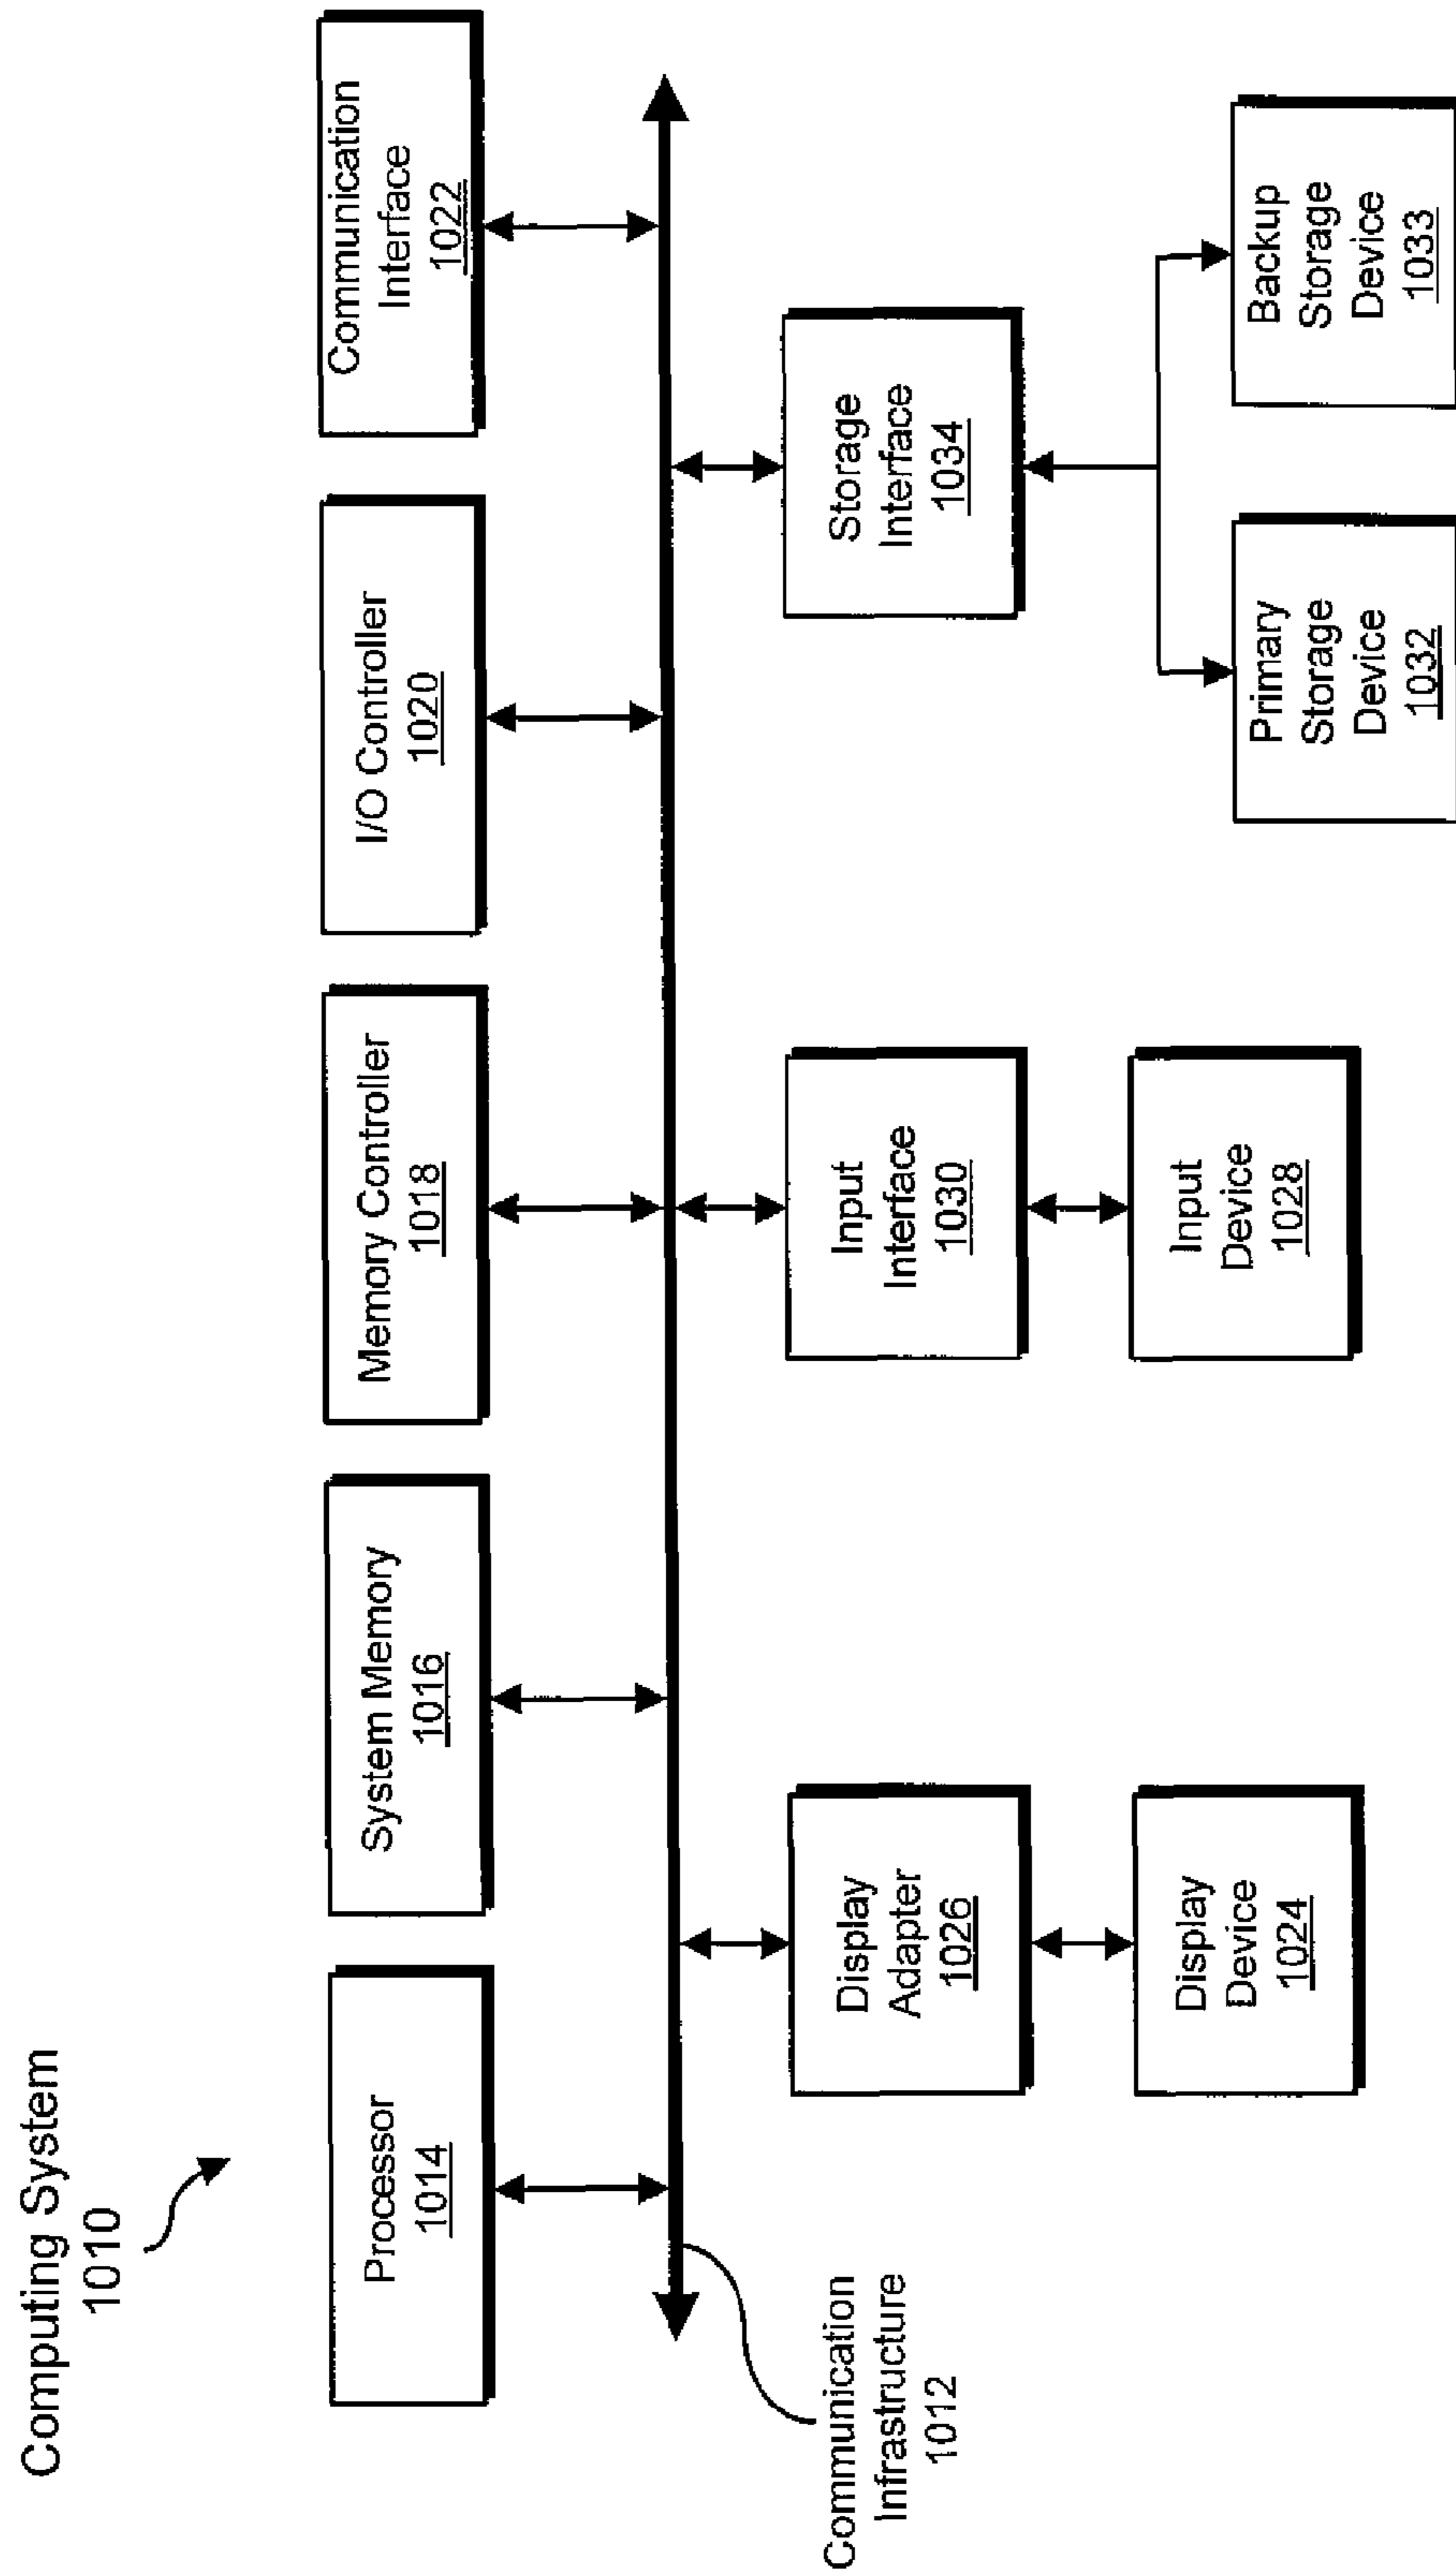 Computing System
1010
Processor
1014
System Memory
1016
Memory Controller
1018
I/O Controller
1020
Communication
Interface
1022
Communication
Infrastructure
1012
Display
Adapter
1026
Input
Interface
1030
Storage
Interface
1034
Display
Device
1024
Input
Device
1028
Primary
Storage
Device
1032
Backup
Storage
Device
1033